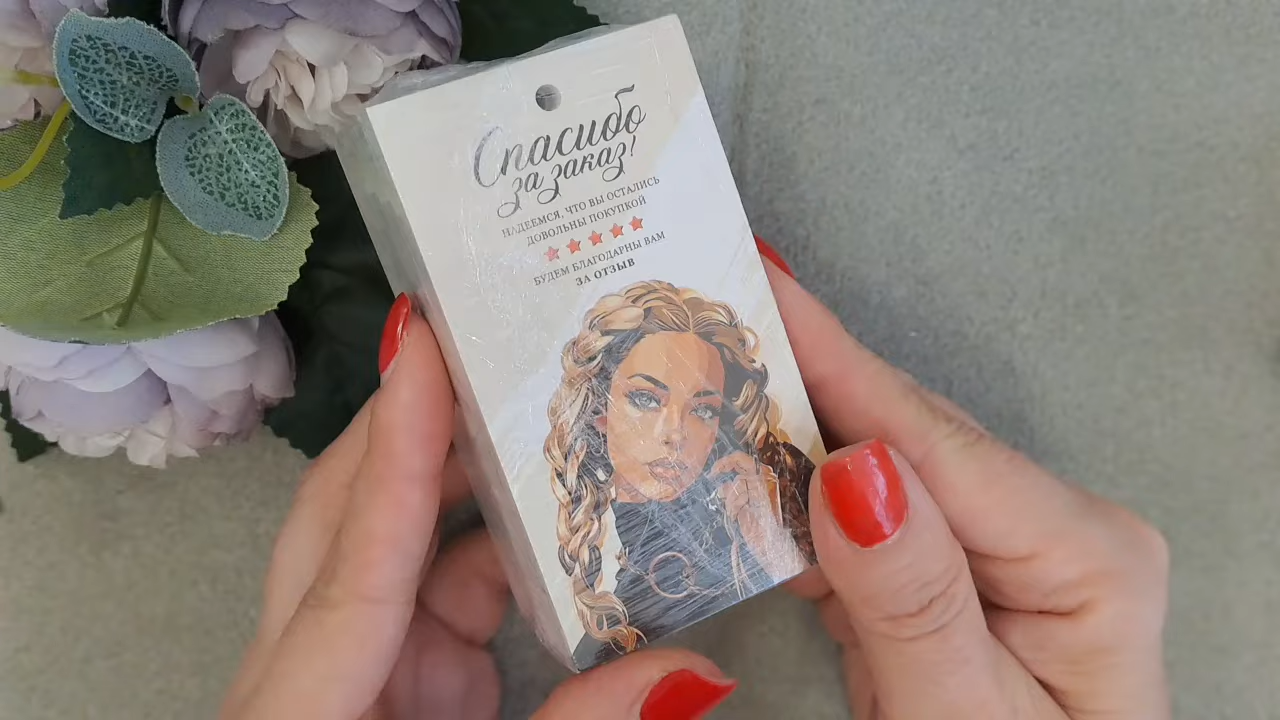 Спасибо
за заказ!
НАДЕЕМСЯ, ЧТО ВЫ ОСТАЛИСЬ
ДОВОЛЬНЫ ПОКУПКОЙ
БУДЕМ БЛАГОДАРНЫ ВАМ
ЗА ОТЗЫВ